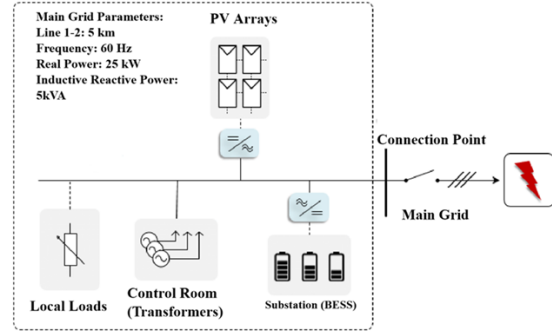 Main Grid Parameters:
Line 1-2: 5 km
Frequency: 60 Hz
Real Power: 25 kW
Inductive Reactive Power:
5kVA
PV Arrays
Connection Point
Main Grid
Local Loads
Control Room
(Transformers)
Substation (BESS)